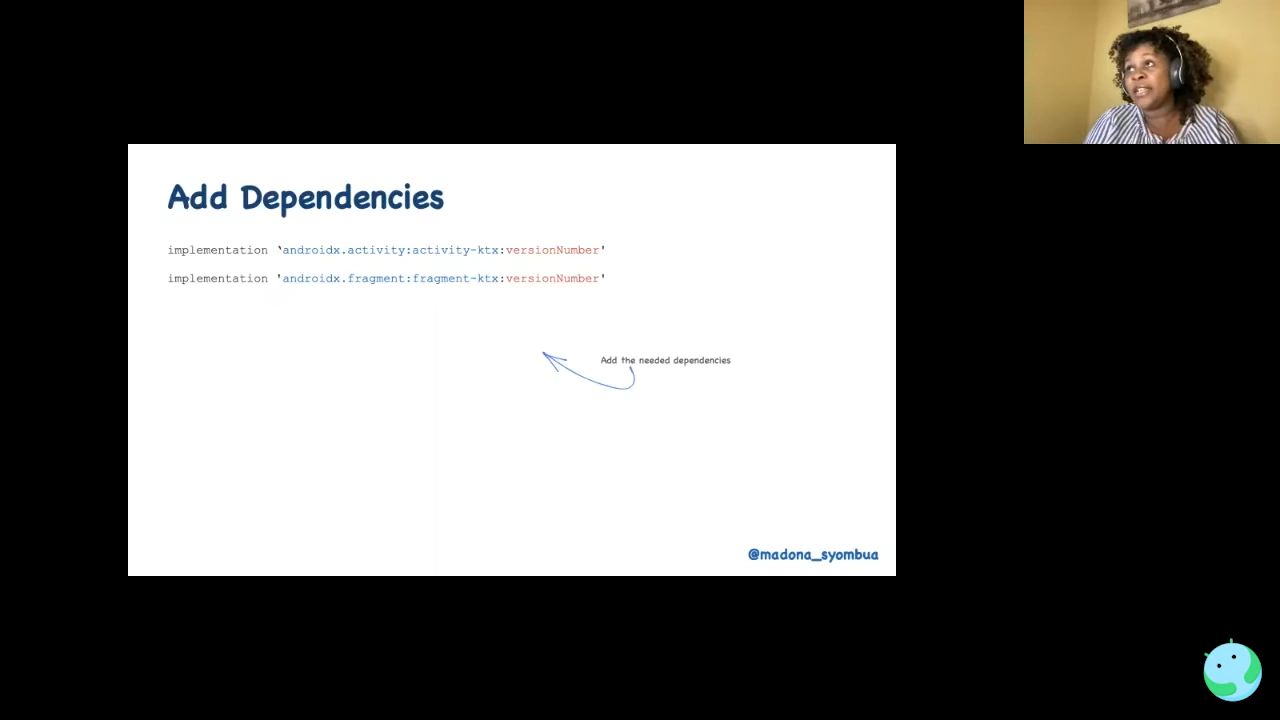 Add Dependencies
implementation ‘androidx.activity:activity-ktx:versionNumber'
implementation 'androidx.fragment:fragment-ktx:versionNumber'
Add the needed dependencies
@madona_syombua